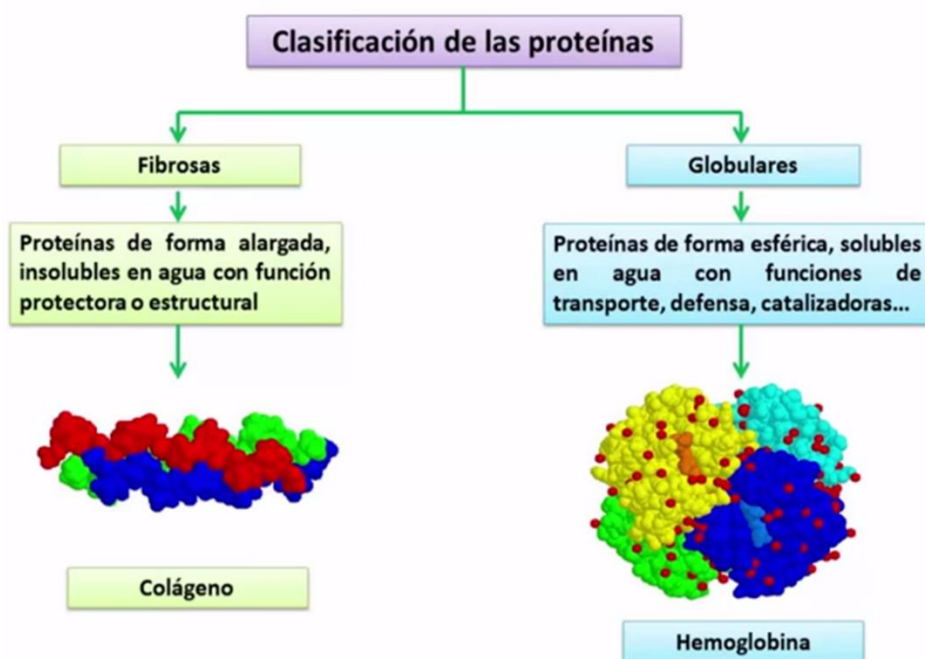 Clasificación de las proteínas
Fibrosas
Proteínas de forma alargada,
insolubles en agua con función
protectora o estructural
Colágeno
Globulares
Proteínas de forma esférica, solubles
en agua con funciones de
transporte, defensa, catalizadoras...
Hemoglobina